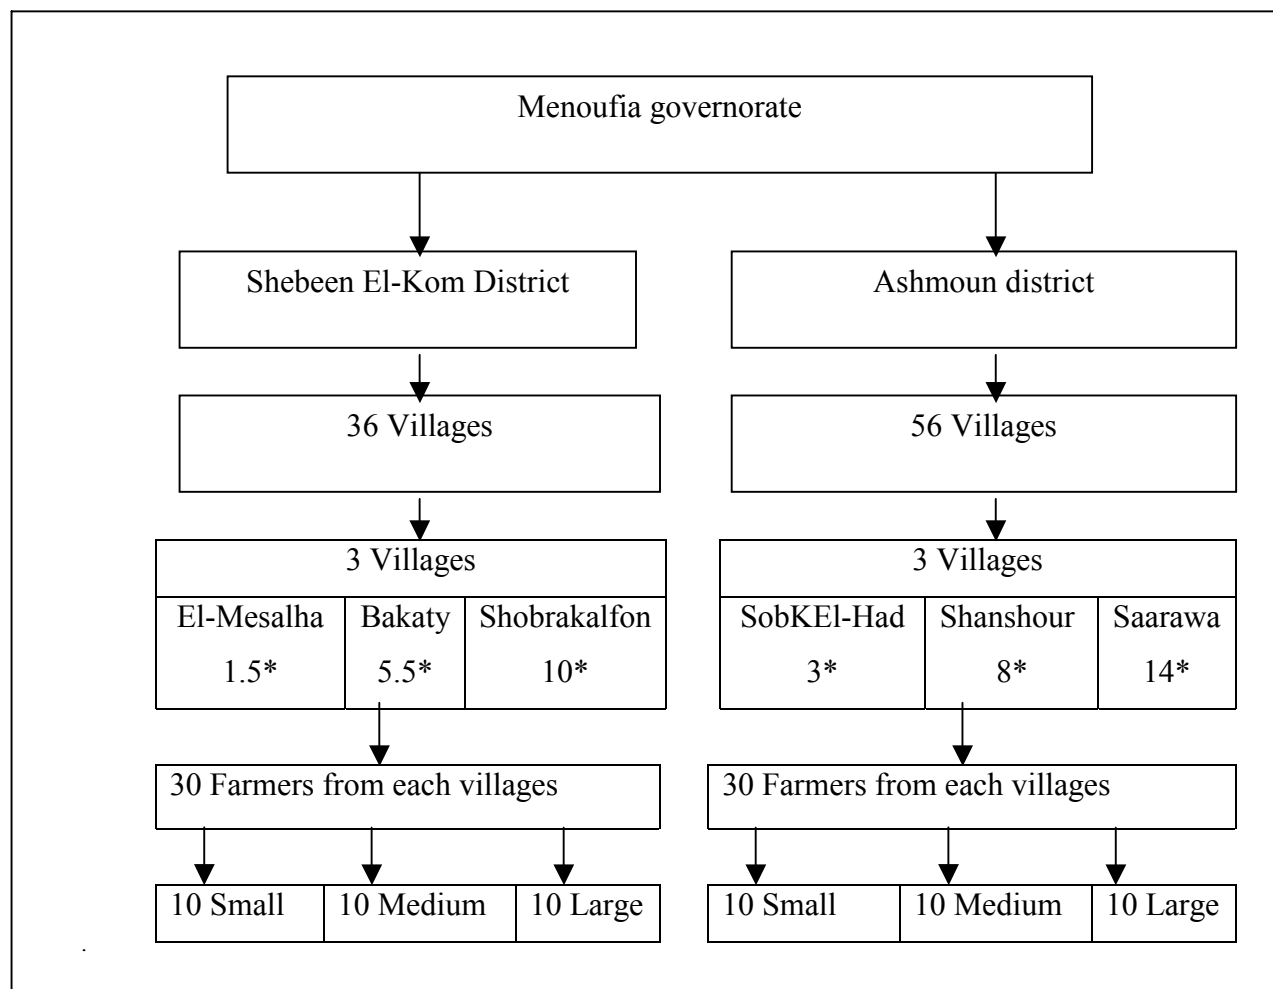 Menoufia governorate
Shebeen El-Kom District
Ashmoun district
36 Villages
56 Villages
3 Villages
3 Villages
El-Mesalha Bakaty Shobrakalfon
1.5* 5.5* 10*
SobKEl-Had Shanshour Saarawa
3* 8* 14*
30 Farmers from each villages
30 Farmers from each villages
10 Small 10 Medium 10 Large
10 Small 10 Medium 10 Large
.